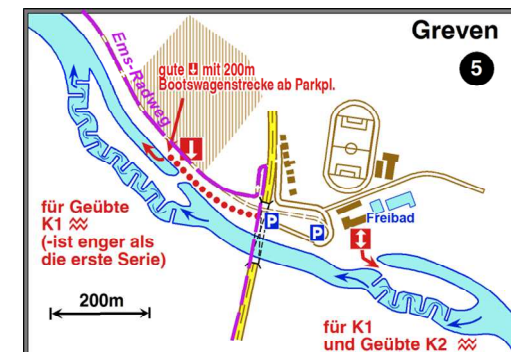 Greven
5
Ems-Radweg
gute mit 200m
Bootswagenstrecke ab Parkpl.
für Geübte
K1
(-ist enger als
die erste Serie)
P
P
Freibad
200m
für K1
und Geübte K2